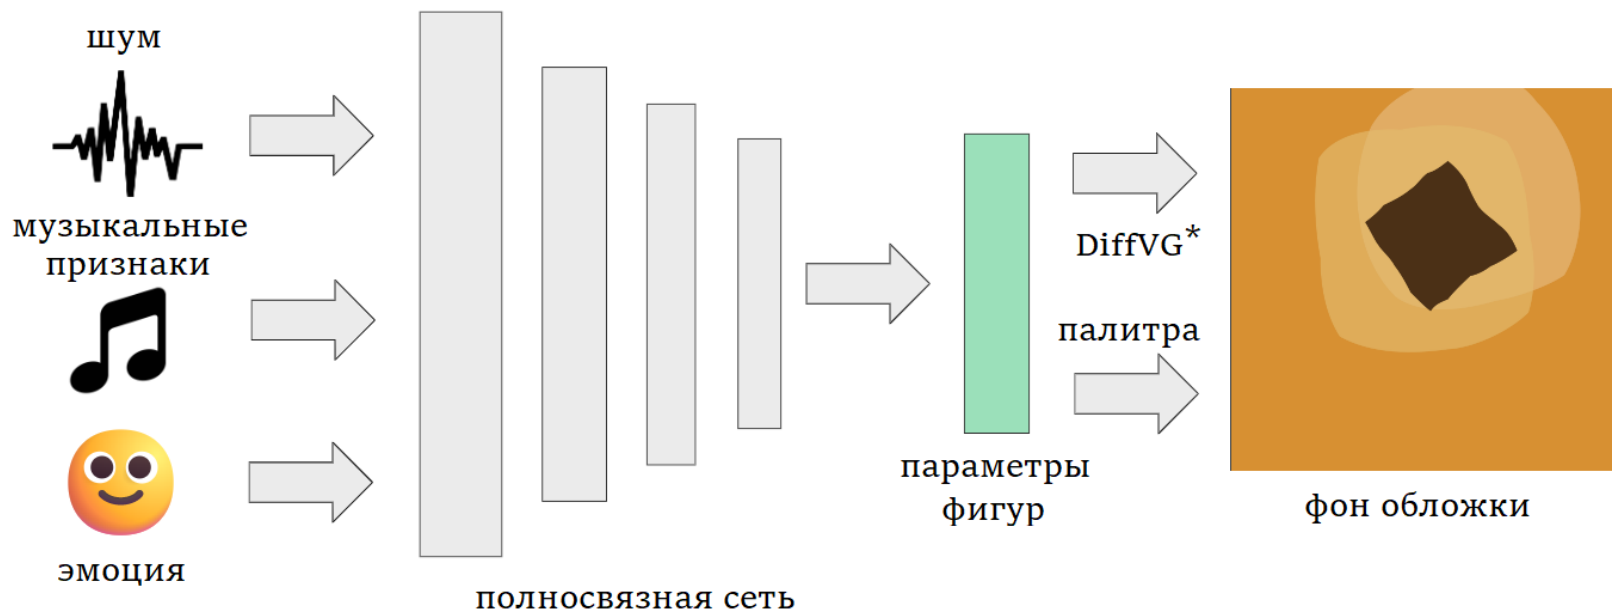 шум
музыкальные
признаки
эмоция
полносвязная сеть
параметры
фигур
DiffVG*
палитра
фон обложки